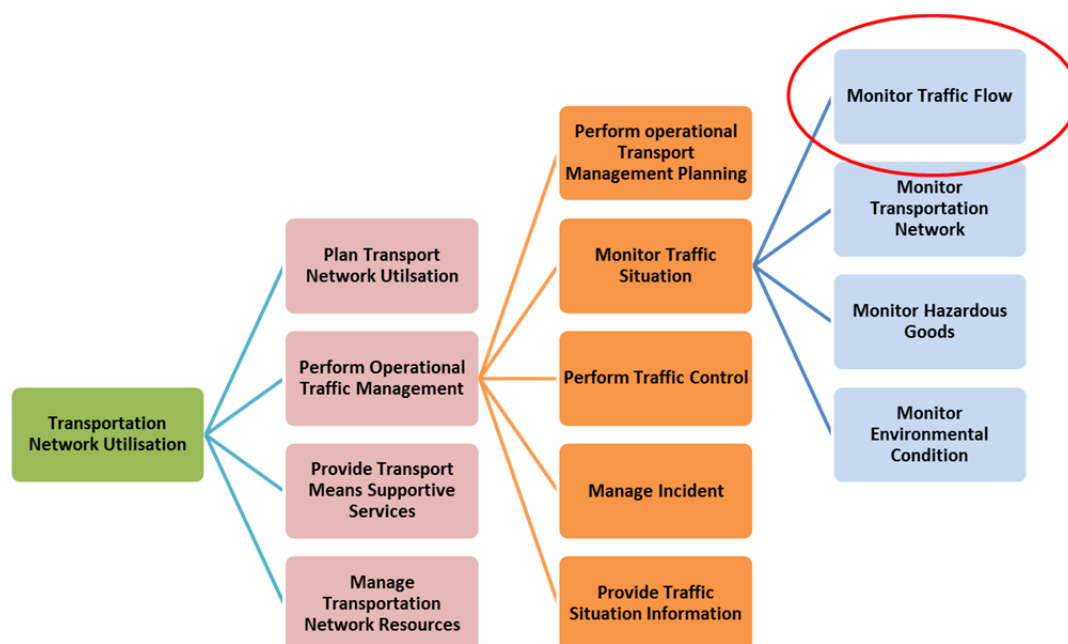 Transportation
Network Utilisation
Plan Transport
Network Utilsation
Perform Operational
Traffic Management
Provide Transport
Means Supportive
Services
Manage
Transportation
Network Resources
Perform operational
Transport
Management Planning
Monitor Traffic
Situation
Perform Traffic Control
Manage Incident
Provide Traffic
Situation Information
Monitor Traffic Flow
Monitor
Transportation
Network
Monitor Hazardous
Goods
Monitor
Environmental
Condition